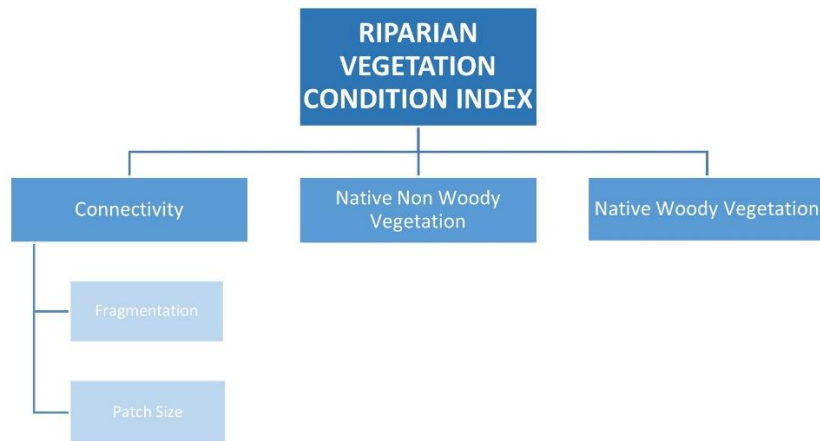 RIPARIAN
VEGETATION
CONDITION INDEX
Connectivity
Native Non Woody
Vegetation
Native Woody Vegetation
Fragmentation
Patch Size